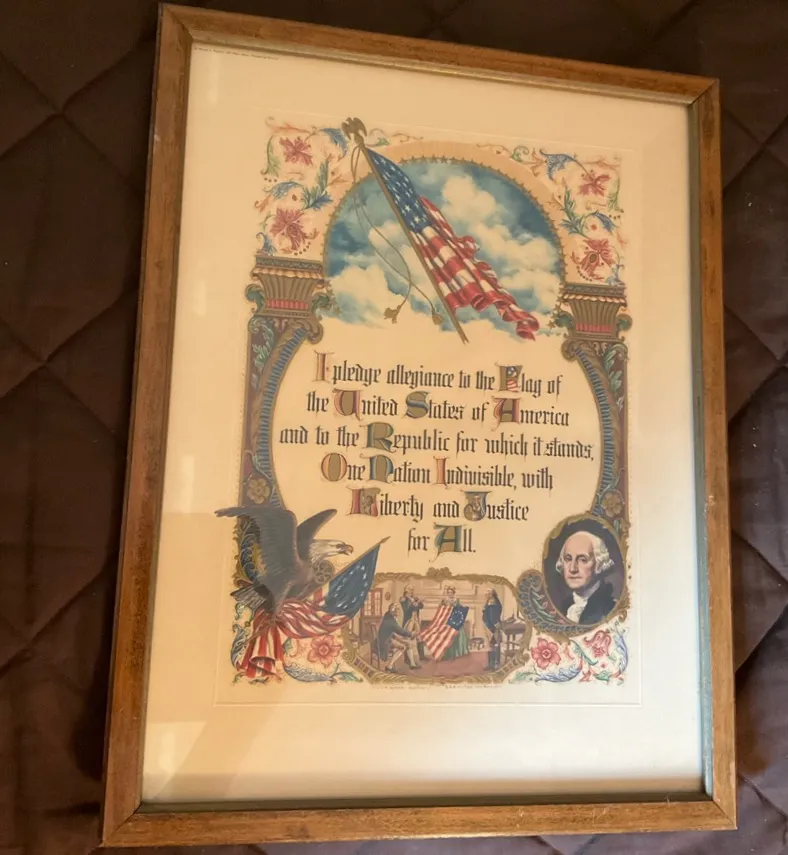 I pledge allegiance to the Flag of
the United States of America
and to the Republic for which it stands,
One Nation Indivisible, with
Liberty and Justice
for All.